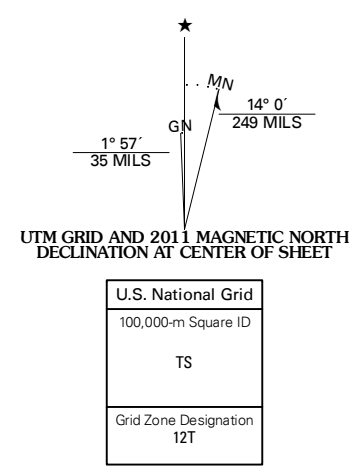 ★
MN
14° 0´
249 MILS
GN
1° 57´
35 MILS
UTM GRID AND 2011 MAGNETIC NORTH
DECLINATION AT CENTER OF SHEET
U.S. National Grid
100,000-m Square ID
TS
Grid Zone Designation
12T